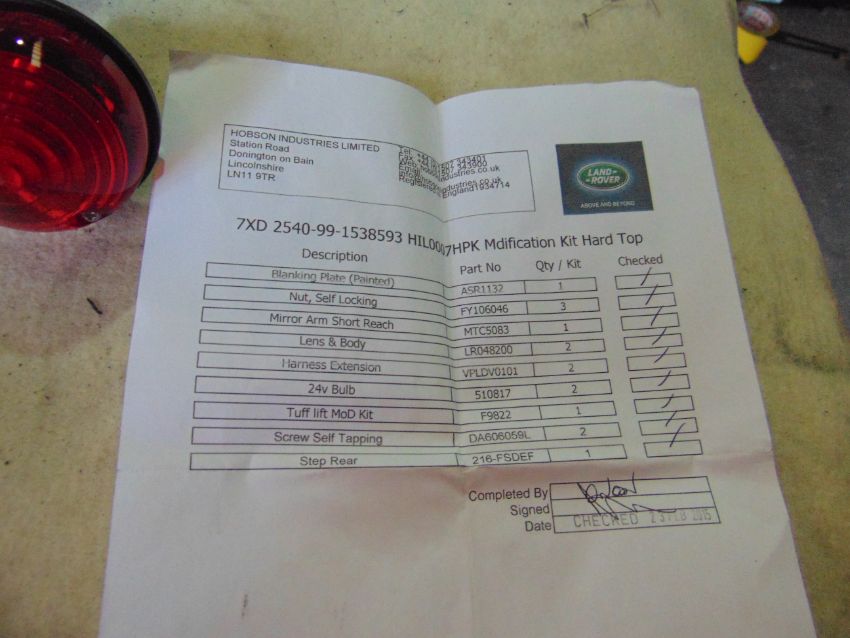 HOBSON INDUSTRIES LIMITED
Station Road
Donington on Bain
Lincolnshire
LN11 9TR
LAND-
-ROVER
ABOVE AND BEYOND
7XD 2540-99-1538593 HIL0007HPK Mdification Kit Hard Top
Description Part No Qty / Kit Checked
Blanking Plate (Painted) ASR1132 1 /
Nut, Self Locking FY106046 3 /
Mirror Arm Short Reach MTC5083 1 /
Lens & Body LR048200 2 /
Harness Extension VPLDV0101 2 /
24v Bulb 510817 2 /
Tuff lift MoD Kit F9822 1 /
Screw Self Tapping DA606059L 2 /
Step Rear 216-FSDEF 1
Completed By
Signed
Date CHECKED 23 FEB 2015